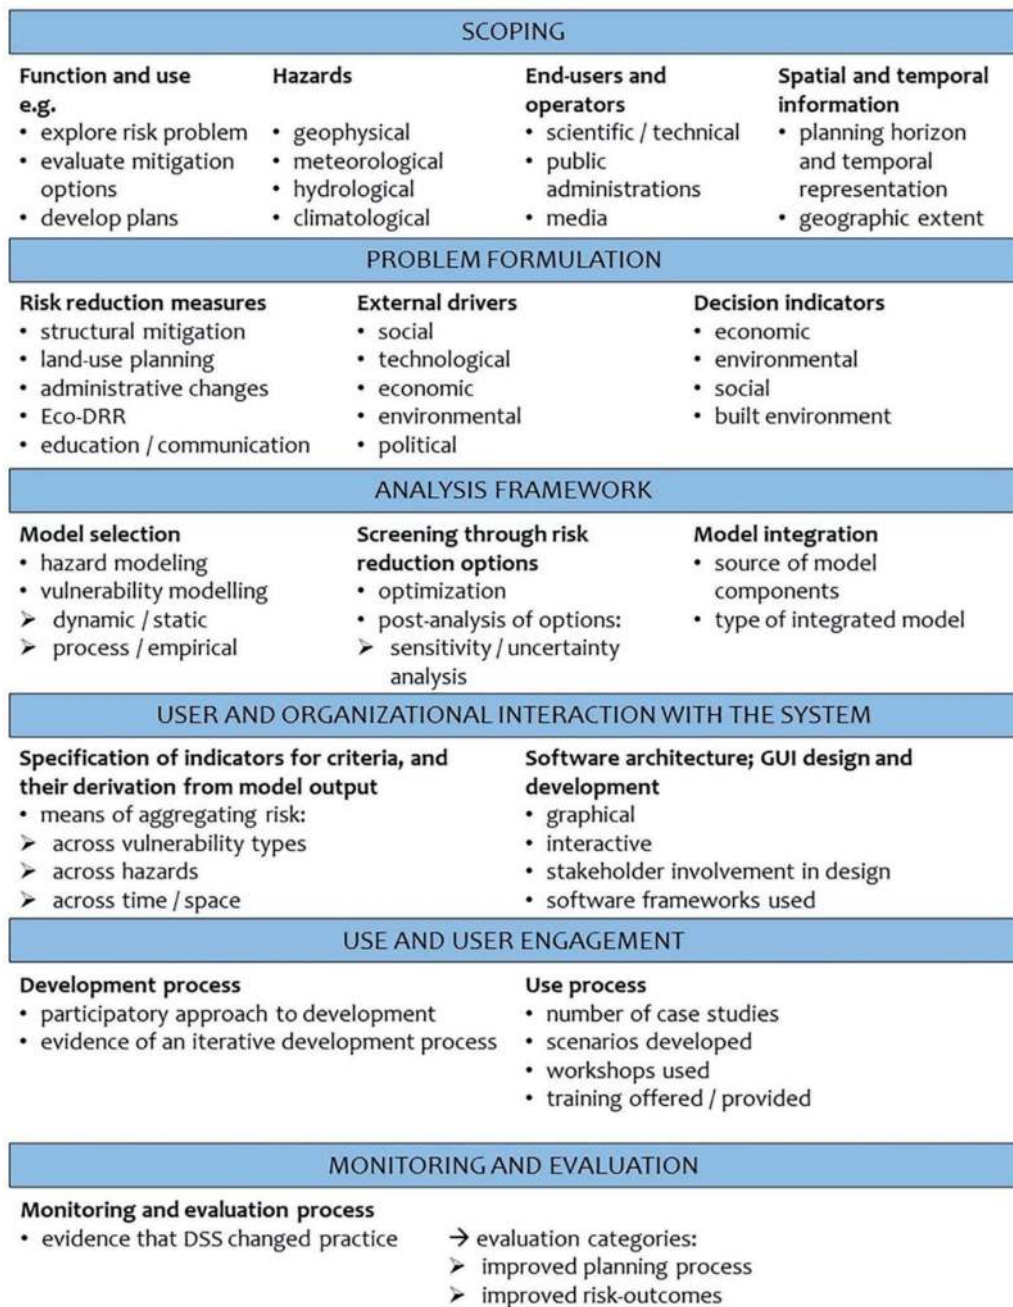 SCOPING
Function and use
e.g.
• explore risk problem
• evaluate mitigation
options
• develop plans
Hazards
• geophysical
• meteorological
• hydrological
• climatological
End-users and
operators
• scientific / technical
• public
administrations
• media
Spatial and temporal
information
• planning horizon
and temporal
representation
• geographic extent
PROBLEM FORMULATION
Risk reduction measures
• structural mitigation
• land-use planning
• administrative changes
• Eco-DRR
• education / communication
External drivers
• social
• technological
• economic
• environmental
• political
Decision indicators
• economic
• environmental
• social
• built environment
ANALYSIS FRAMEWORK
Model selection
• hazard modeling
• vulnerability modelling
➢ dynamic / static
➢ process / empirical
Screening through risk
reduction options
• optimization
• post-analysis of options:
➢ sensitivity / uncertainty
analysis
Model integration
• source of model
components
• type of integrated model
USER AND ORGANIZATIONAL INTERACTION WITH THE SYSTEM
Specification of indicators for criteria, and
their derivation from model output
• means of aggregating risk:
➢ across vulnerability types
➢ across hazards
➢ across time / space
Software architecture; GUI design and
development
• graphical
• interactive
• stakeholder involvement in design
• software frameworks used
USE AND USER ENGAGEMENT
Development process
• participatory approach to development
• evidence of an iterative development process
Use process
• number of case studies
• scenarios developed
• workshops used
• training offered / provided
MONITORING AND EVALUATION
Monitoring and evaluation process
• evidence that DSS changed practice
→ evaluation categories:
➢ improved planning process
➢ improved risk-outcomes